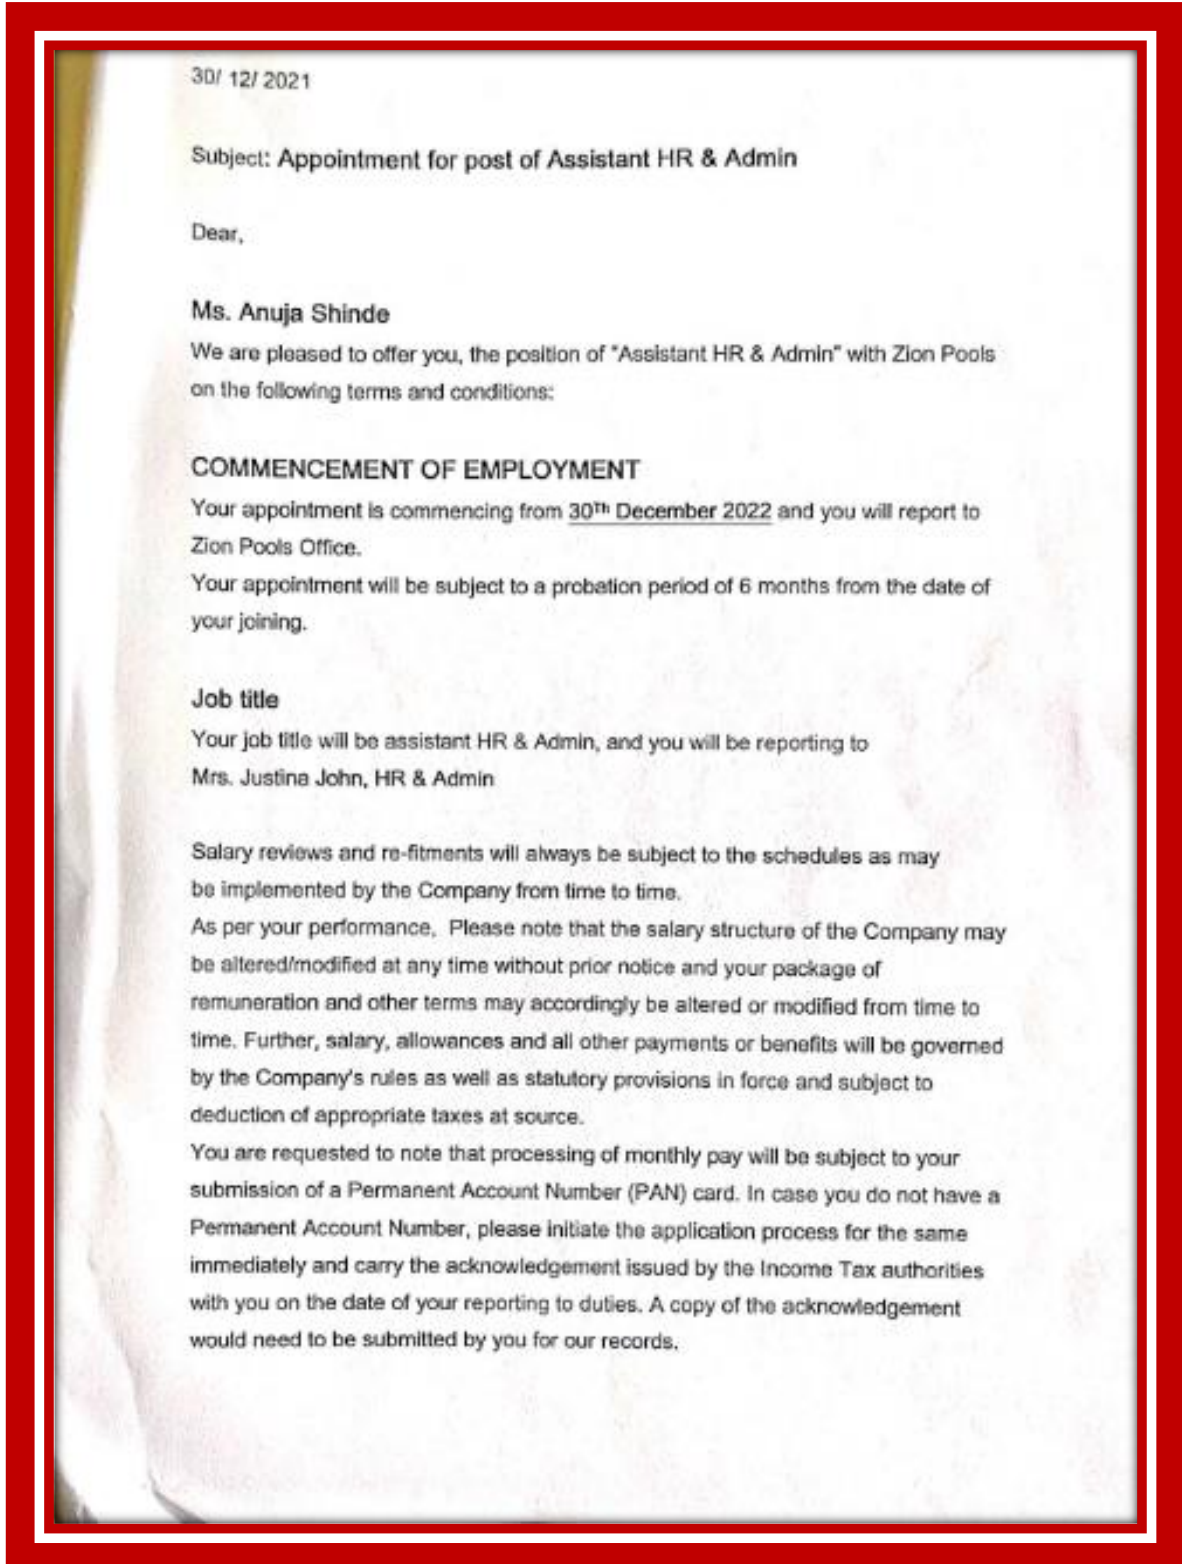 30/ 12/ 2021
Subject: Appointment for post of Assistant HR & Admin
Dear,
Ms. Anuja Shinde
We are pleased to offer you, the position of "Assistant HR & Admin" with Zion Pools
on the following terms and conditions:
COMMENCEMENT OF EMPLOYMENT
Your appointment is commencing from 30Th December 2022 and you will report to
Zion Pools Office.
Your appointment will be subject to a probation period of 6 months from the date of
your joining.
Job title
Your job title will be assistant HR & Admin, and you will be reporting to
Mrs. Justina John, HR & Admin
Salary reviews and re-fitments will always be subject to the schedules as may
be implemented by the Company from time to time.
As per your performance, Please note that the salary structure of the Company may
be altered/modified at any time without prior notice and your package of
remuneration and other terms may accordingly be altered or modified from time to
time. Further, salary, allowances and all other payments or benefits will be governed
by the Company's rules as well as statutory provisions in force and subject to
deduction of appropriate taxes at source.
You are requested to note that processing of monthly pay will be subject to your
submission of a Permanent Account Number (PAN) card. In case you do not have a
Permanent Account Number, please initiate the application process for the same
immediately and carry the acknowledgement issued by the Income Tax authorities
with you on the date of your reporting to duties. A copy of the acknowledgement
would need to be submitted by you for our records.